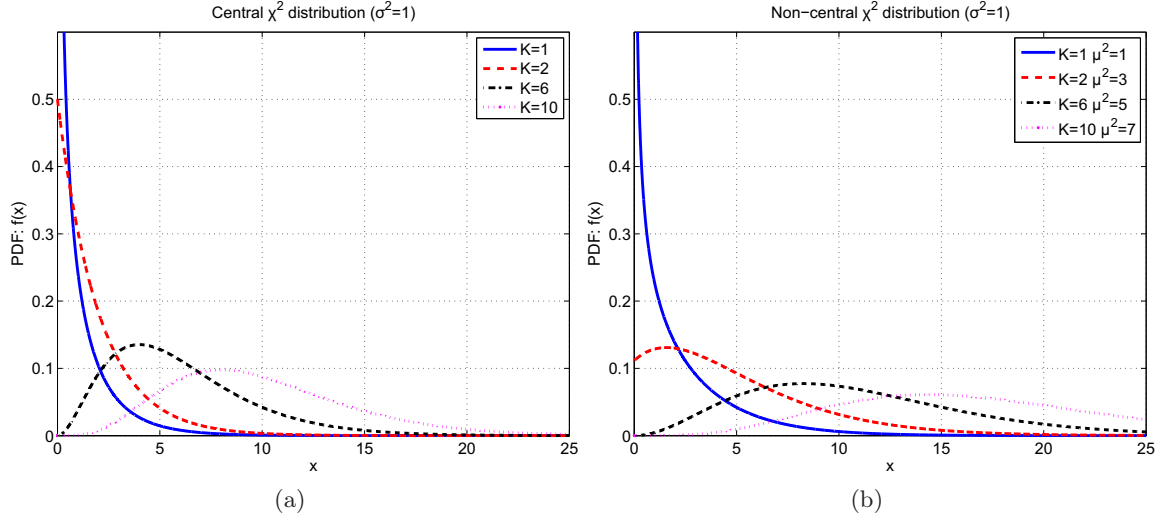 Central χ² distribution (σ²=1)
K=1
K=2
K=6
K=10
0.5
0.4
0.3
0.2
0.1
0
PDF: f(x)
0 5 10 15 20 25
x
(a)
Non−central χ² distribution (σ²=1)
K=1 μ²=1
K=2 μ²=3
K=6 μ²=5
K=10 μ²=7
0.5
0.4
0.3
0.2
0.1
0
PDF: f(x)
0 5 10 15 20 25
x
(b)